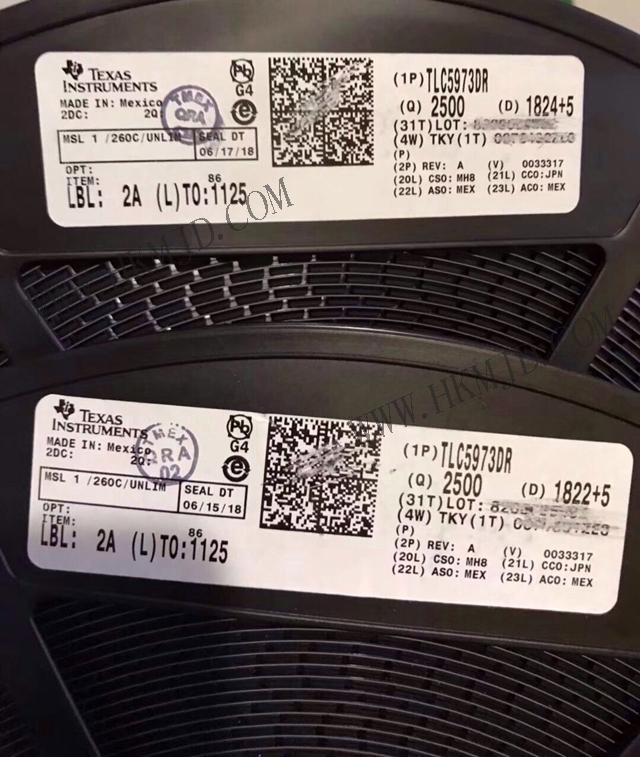 TEXAS
INSTRUMENTS
MADE IN: Mexico
2DC: 2Q:
TMEX
QRA
MSL 1 /260C/UNLIM
SEAL DT
06/17/18
OPT:
ITEM:
86
LBL: 2A (L)TO:1125
Pb
G4
e
(1P)TLC5973DR
(Q) 2500 (D) 1824+5
(31T)LOT:
(4W) TKY(1T)
(P)
(2P) REV: A (V) 0033317
(20L) CSO: MH8 (21L) CCO:JPN
(22L) ASO: MEX (23L) ACO: MEX
WWW.HKMJD.COM
TEXAS
INSTRUMENTS
MADE IN: Mexico
2DC: 2Q:
TMEX
QRA
02
MSL 1 /260C/UNLIM
SEAL DT
06/15/18
OPT:
ITEM:
86
LBL: 2A (L)TO:1125
Pb
G4
e
(1P)TLC5973DR
(Q) 2500 (D) 1822+5
(31T)LOT:
(4W) TKY(1T)
(P)
(2P) REV: A (V) 0033317
(20L) CSO: MH8 (21L) CCO:JPN
(22L) ASO: MEX (23L) ACO: MEX
WWW.HKMJD.COM